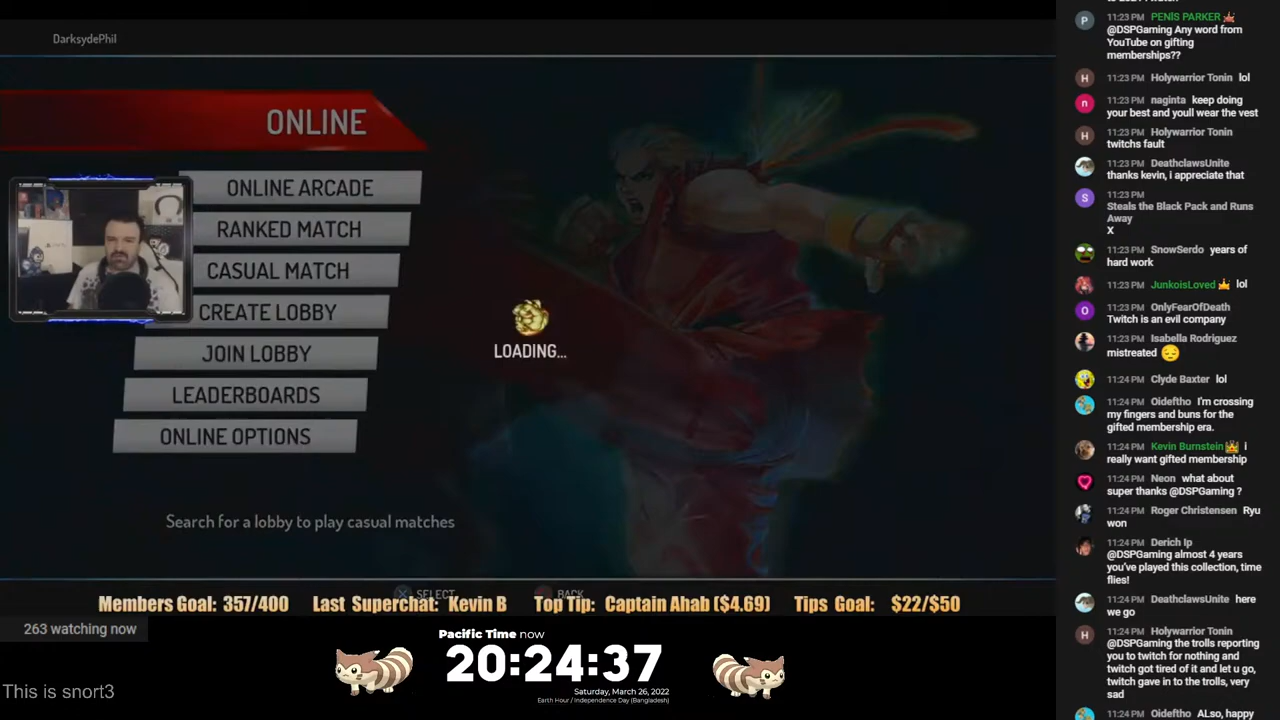 DarksydePhil
ONLINE
ONLINE ARCADE
RANKED MATCH
CASUAL MATCH
CREATE LOBBY
JOIN LOBBY
LEADERBOARDS
ONLINE OPTIONS
LOADING...
Search for a lobby to play casual matches
SELECT
BACK
Members Goal: 357/400
Last Superchat: Kevin B
Top Tip: Captain Ahab ($4.69)
Tips Goal: $22/$50
263 watching now
Pacific Time now
20:24:37
Saturday, March 26, 2022
Earth Hour / Independence Day (Bangladesh)
This is snort3
P
11:23 PM PENÍS PARKER
@DSPGaming Any word from
YouTube on gifting
memberships??
H
11:23 PM Holywarrior Tonin lol
n
11:23 PM naginta keep doing
your best and youll wear the vest
H
11:23 PM Holywarrior Tonin
twitchs fault
11:23 PM DeathclawsUnite
thanks kevin, i appreciate that
S
11:23 PM
Steals the Black Pack and Runs
Away
X
11:23 PM SnowSerdo years of
hard work
11:23 PM JunkoisLoved lol
O
11:23 PM OnlyFearOfDeath
Twitch is an evil company
11:23 PM Isabella Rodriguez
mistreated
11:24 PM Clyde Baxter lol
11:24 PM Oideftho I'm crossing
my fingers and buns for the
gifted membership era.
11:24 PM Kevin Burnstein i
really want gifted membership
11:24 PM Neon what about
super thanks @DSPGaming ?
11:24 PM Roger Christensen Ryu
won
11:24 PM Derich Ip
@DSPGaming almost 4 years
you've played this collection, time
flies!
11:24 PM DeathclawsUnite here
we go
H
11:24 PM Holywarrior Tonin
@DSPGaming the trolls reporting
you to twitch for nothing and
twitch got tired of it and let u go,
twitch gave in to the trolls, very
sad
11:24 PM Oideftho ALso, happy